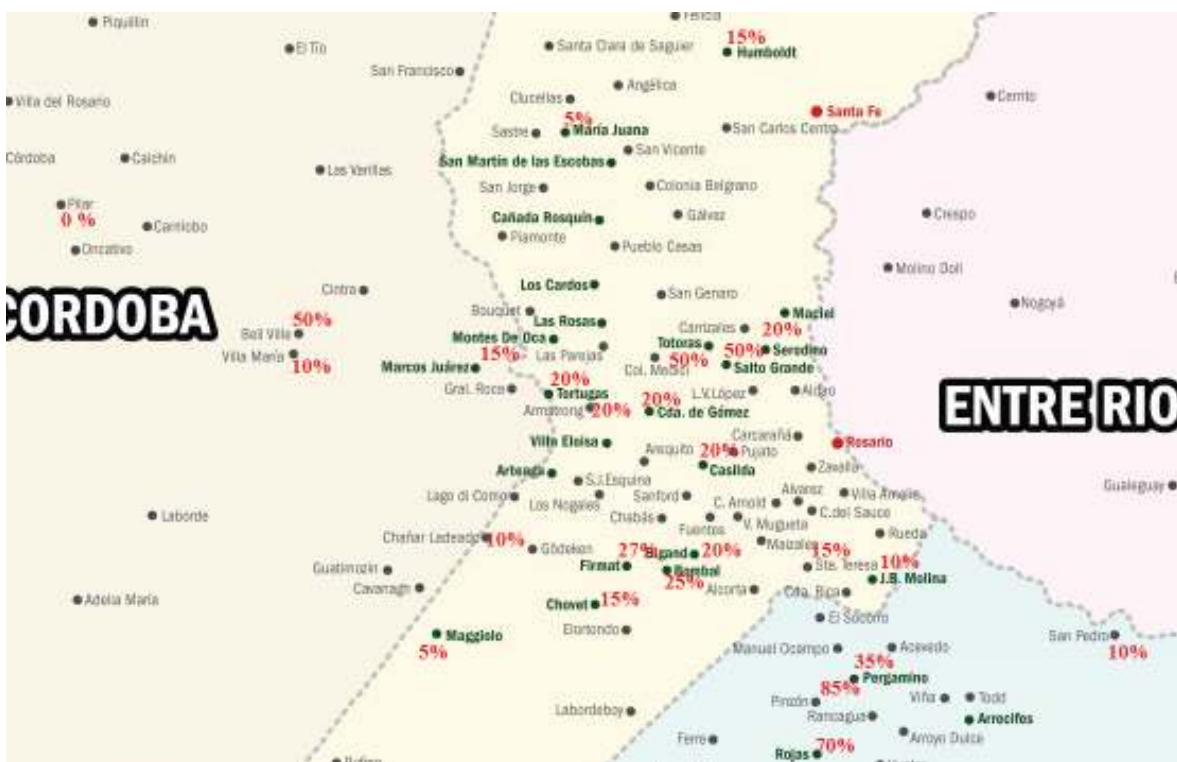 Felicia
Piquillin
15%
El Tío
Santa Clara de Saguier
Humboldt
San Francisco
Angélica
Villa del Rosario
Clucellas
Cerrito
5%
Santa Fe
Sastre
María Juana
San Carlos Centro
Córdoba
Calchin
San Vicente
San Martín de las Escobas
Las Varillas
San Jorge
Colonia Belgrano
Pilar
0 %
Cañada Rosquín
Gálvez
Crespo
Carrilobo
Piamonte
Oncativo
Pueblo Casas
Molino Doll
Los Cardos
Cintra
San Genaro
Nogoyá
CORDOBA
Bouquet
Maciel
50%
Las Rosas
Carrizales
20%
Bell Ville
Montes De Oca
Totoras
50%
Serodino
Villa María
15%
Las Parejas
50%
10%
Marcos Juárez
Col. Medici
Salto Grande
20%
Gral. Roca
Tortugas
20%
L.V.López
Aldao
ENTRE RIO
Armstrong
20%
Cda. de Gómez
Carcarañá
Villa Eloisa
Rosario
Arequito
20%
Pujato
Arteaga
Casilda
Zavalla
S.J.Esquina
Gualeguay
Lago di Como
Los Nogales
Sanford
C. Arnold
Alvarez
Villa Amelia
Laborde
Chabás
Fuentes
V. Mugueta
C.del Sauce
Chañar Ladeado
10%
Rueda
Gödeken
27%
Bigand
20%
Maizales
15%
Guatimozin
Firmat
Bombal
Sta. Teresa
10%
25%
J.B. Molina
Cavanagh
Alcorta
Cda. Rica
Adelia María
Chovet
15%
El Socorro
Elortondo
Maggiolo
San Pedro
5%
Manuel Ocampo
Acevedo
10%
35%
Pergamino
85%
Pinzón
Viña
Todd
Labordeboy
Rancagua
Arrecifes
Ferre
Arroyo Dulce
70%
Rojas
Rufino